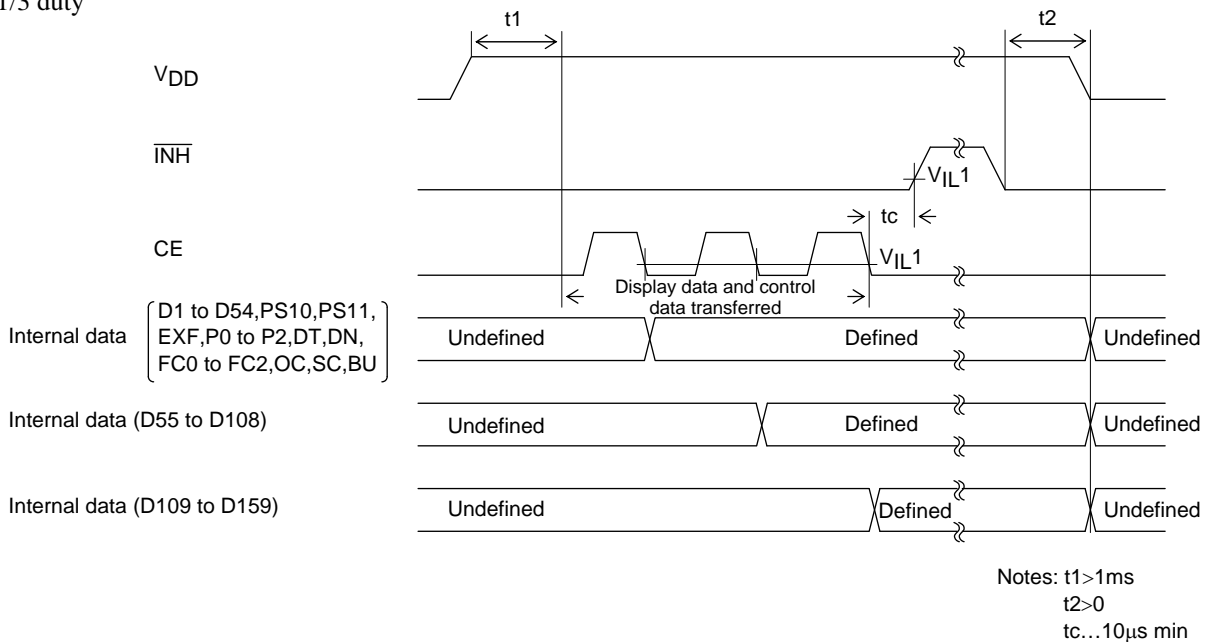 1/3 duty
t1
t2
VDD
INH
VIL1
tc
CE
VIL1
Display data and control
data transferred
Internal data
D1 to D54,PS10,PS11,
EXF,P0 to P2,DT,DN,
FC0 to FC2,OC,SC,BU
Undefined
Defined
Undefined
Internal data (D55 to D108)
Undefined
Defined
Undefined
Internal data (D109 to D159)
Undefined
Defined
Undefined
Notes: t1>1ms
t2>0
tc…10μs min